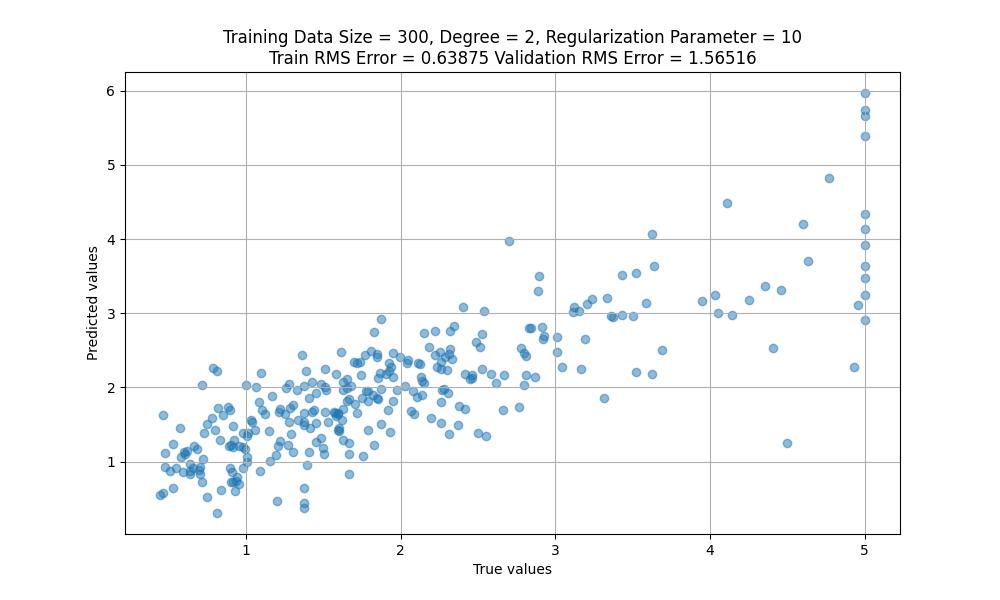 Training Data Size = 300, Degree = 2, Regularization Parameter = 10
Train RMS Error = 0.63875 Validation RMS Error = 1.56516
6
5
4
3
2
1
Predicted values
1 2 3 4 5
True values